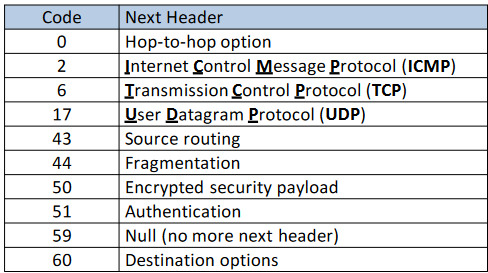 Code Next Header
0 Hop-to-hop option
2 Internet Control Message Protocol (ICMP)
6 Transmission Control Protocol (TCP)
17 User Datagram Protocol (UDP)
43 Source routing
44 Fragmentation
50 Encrypted security payload
51 Authentication
59 Null (no more next header)
60 Destination options